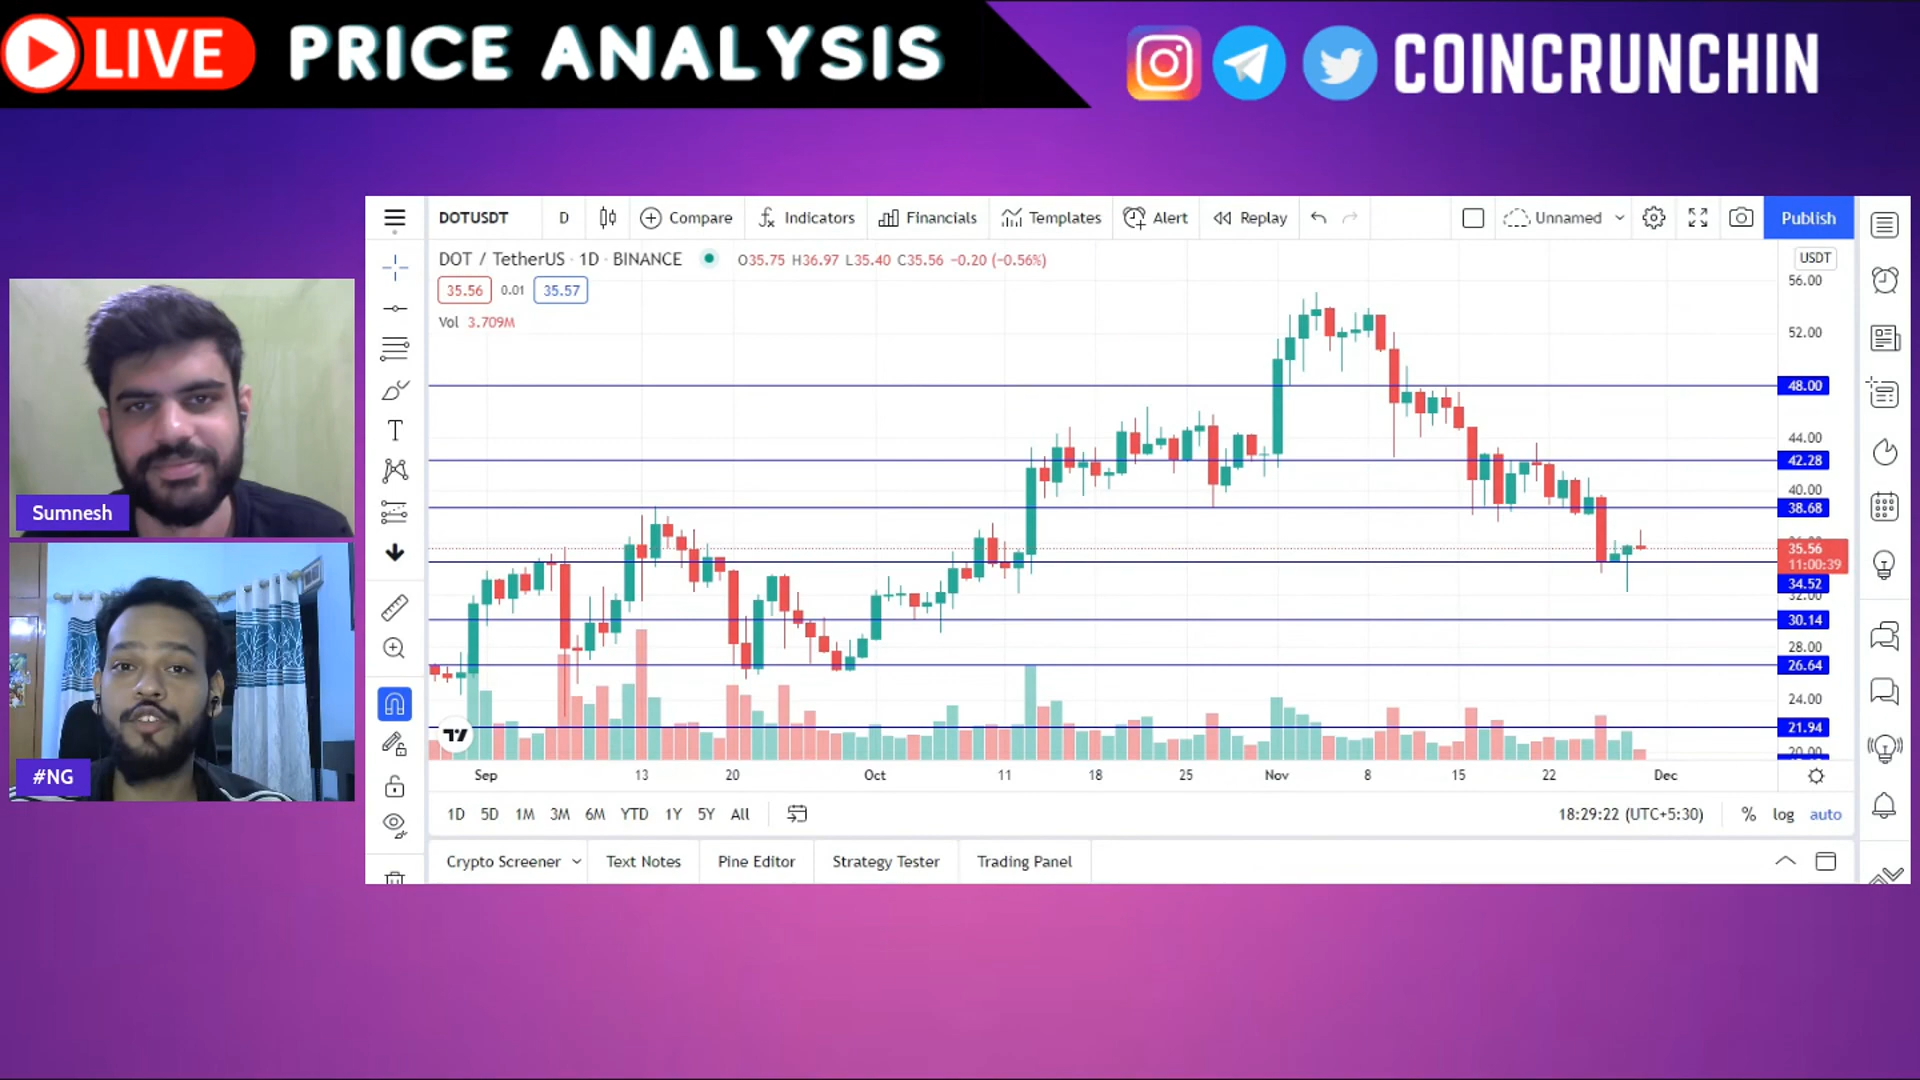 LIVE PRICE ANALYSIS COINCRUNCHIN
DOTUSDT D Compare Indicators Financials Templates Alert Replay Unnamed Publish
DOT / TetherUS · 1D · BINANCE O35.75 H36.97 L35.40 C35.56 −0.20 (−0.56%) USDT
35.56 0.01 35.57
Vol 3.709M
56.00
52.00
48.00
44.00
42.28
40.00
38.68
35.56
11:00:39
34.52
32.00
30.14
28.00
26.64
24.00
21.94
20.00
Sep 13 20 Oct 11 18 25 Nov 8 15 22 Dec
1D 5D 1M 3M 6M YTD 1Y 5Y All 18:29:22 (UTC+5:30) % log auto
Crypto Screener Text Notes Pine Editor Strategy Tester Trading Panel
Sumnesh
#NG